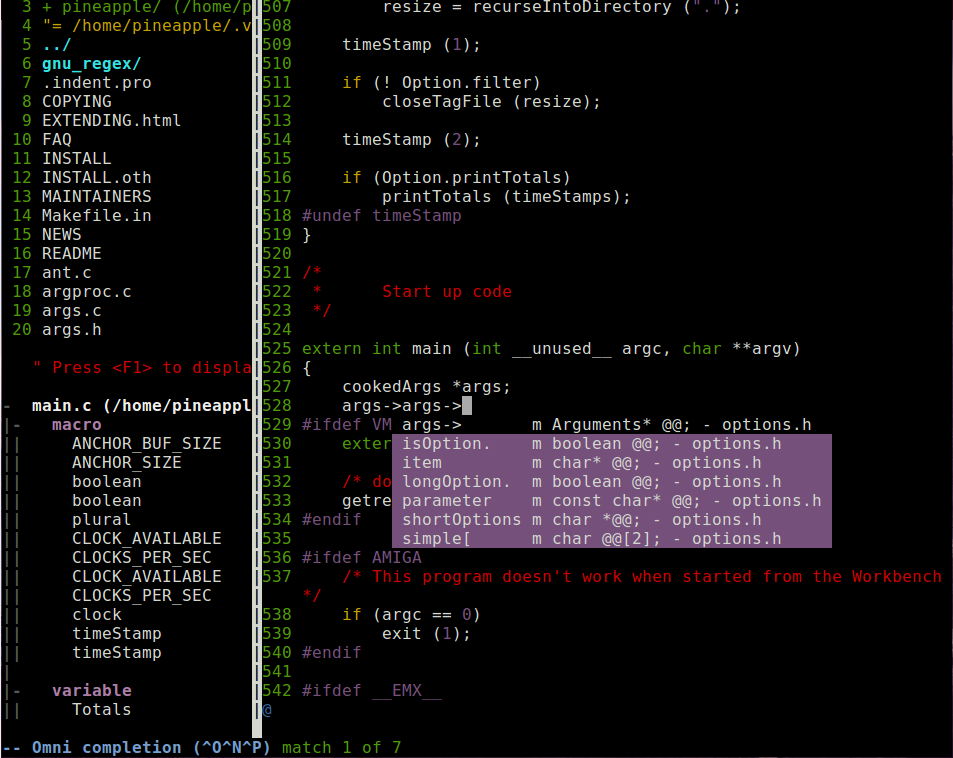 3 + pineapple/ (/home/p
4 "= /home/pineapple/.v
5 ../
6 gnu_regex/
7 .indent.pro
8 COPYING
9 EXTENDING.html
10 FAQ
11 INSTALL
12 INSTALL.oth
13 MAINTAINERS
14 Makefile.in
15 NEWS
16 README
17 ant.c
18 argproc.c
19 args.c
20 args.h
" Press <F1> to displa
- main.c (/home/pineappl
|- macro
|| ANCHOR_BUF_SIZE
|| ANCHOR_SIZE
|| boolean
|| boolean
|| plural
|| CLOCK_AVAILABLE
|| CLOCKS_PER_SEC
|| CLOCK_AVAILABLE
|| CLOCKS_PER_SEC
|| clock
|| timeStamp
|| timeStamp
|
|- variable
|| Totals
507 resize = recurseIntoDirectory (".");
508
509 timeStamp (1);
510
511 if (! Option.filter)
512 closeTagFile (resize);
513
514 timeStamp (2);
515
516 if (Option.printTotals)
517 printTotals (timeStamps);
518 #undef timeStamp
519 }
520
521 /*
522 * Start up code
523 */
524
525 extern int main (int __unused__ argc, char **argv)
526 {
527 cookedArgs *args;
528 args->args->
529 #ifdef VM args-> m Arguments* @@; - options.h
530 exter isOption. m boolean @@; - options.h
531 item m char* @@; - options.h
532 /* do longOption. m boolean @@; - options.h
533 getre parameter m const char* @@; - options.h
534 #endif shortOptions m char *@@; - options.h
535 simple[ m char @@[2]; - options.h
536 #ifdef AMIGA
537 /* This program doesn't work when started from the Workbench
*/
538 if (argc == 0)
539 exit (1);
540 #endif
541
542 #ifdef __EMX__
@
-- Omni completion (^O^N^P) match 1 of 7